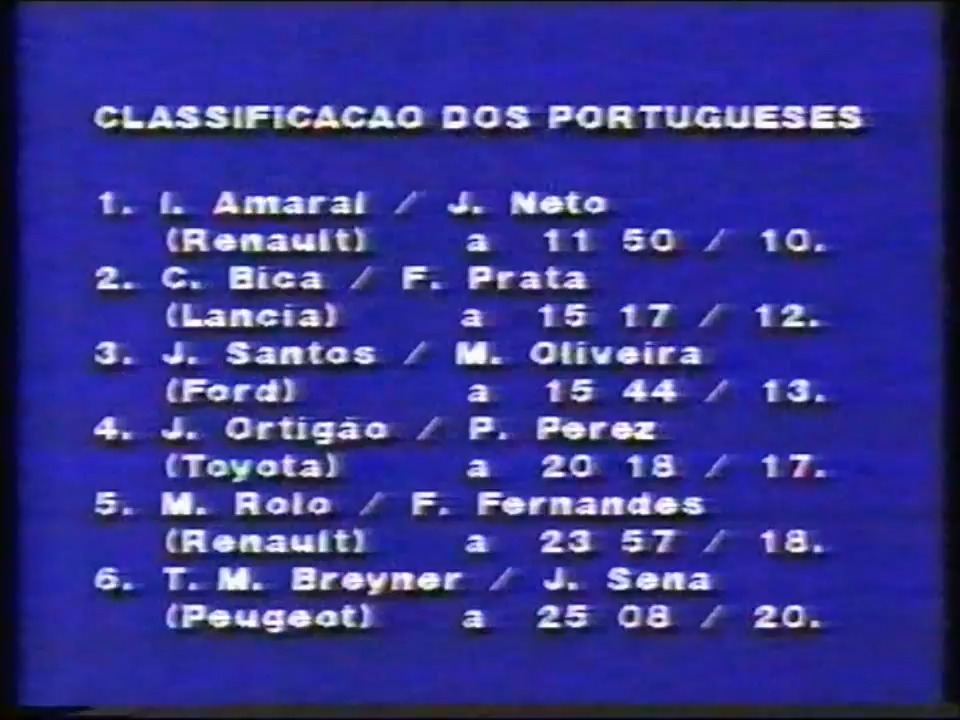 CLASSIFICACAO DOS PORTUGUESES
1. I. Amaral / J. Neto
(Renault) a 11 50 / 10.
2. C. Bica / F. Prata
(Lancia) a 15 17 / 12.
3. J. Santos / M. Oliveira
(Ford) a 15 44 / 13.
4. J. Ortigão / P. Perez
(Toyota) a 20 18 / 17.
5. M. Rolo / F. Fernandes
(Renault) a 23 57 / 18.
6. T. M. Breyner / J. Sena
(Peugeot) a 25 08 / 20.